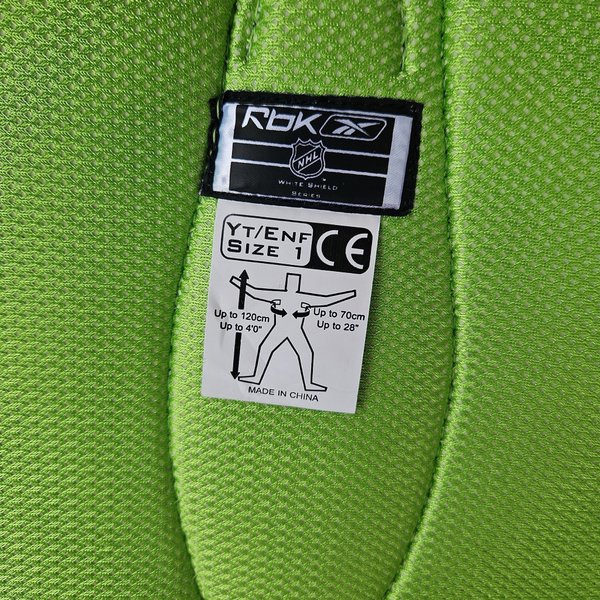 RbK
NHL
WHITE SHIELD
SERIES
YT/ENF
SIZE 1
CE
Up to 120cm
Up to 4'0"
Up to 70cm
Up to 28"
MADE IN CHINA